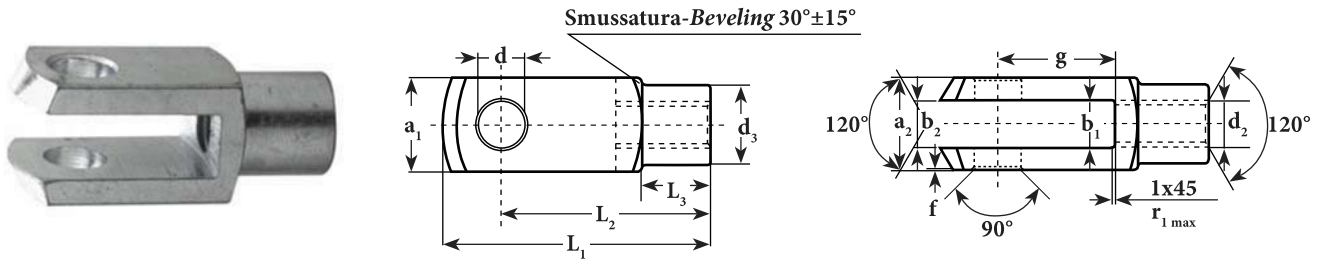 Smussatura-Beveling 30°±15°
d
a1
d3
L3
L2
L1
g
120°
a2
b2
b1
d2
120°
f
90°
1x45
r1 max